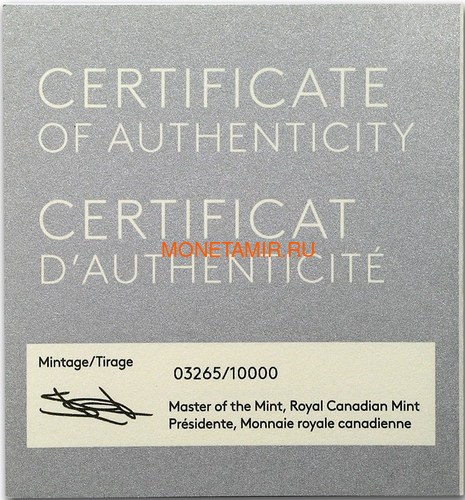 CERTIFICATE
OF AUTHENTICITY
CERTIFICAT
MONETAMIR.RU
D'AUTHENTICITÉ
Mintage/Tirage
03265/10000
Master of the Mint, Royal Canadian Mint
Présidente, Monnaie royale canadienne